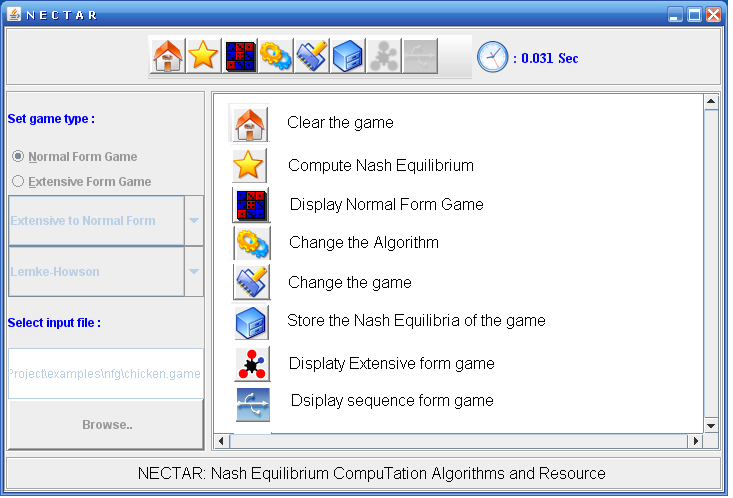 N E C T A R
: 0.031 Sec
Set game type :
Normal Form Game
Extensive Form Game
Extensive to Normal Form
Lemke-Howson
Select input file :
Project\examples\nfg\chicken.game
Browse..
Clear the game
Compute Nash Equilibrium
Display Normal Form Game
Change the Algorithm
Change the game
Store the Nash Equilibria of the game
Displaty Extensive form game
Dsiplay sequence form game
NECTAR: Nash Equilibrium CompuTation Algorithms and Resource